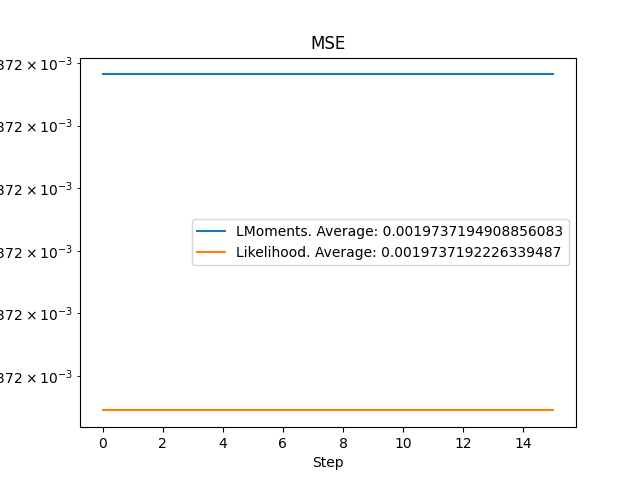 MSE
372 × 10⁻³
372 × 10⁻³
372 × 10⁻³
LMoments. Average: 0.0019737194908856083
Likelihood. Average: 0.0019737192226339487
372 × 10⁻³
372 × 10⁻³
372 × 10⁻³
0 2 4 6 8 10 12 14
Step